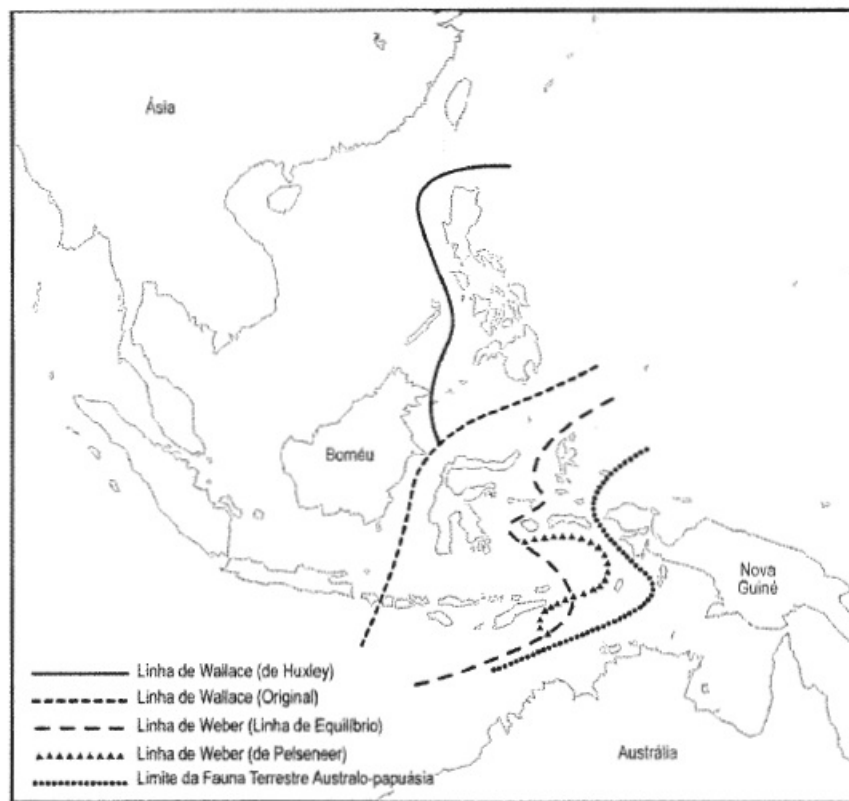 Ásia
Bornéu
Nova
Guiné
Linha de Wallace (de Huxley)
Linha de Wallace (Original)
Linha de Weber (Linha de Equilíbrio)
Linha de Weber (de Pelseneer)
Limite da Fauna Terrestre Australo-papuásia
Austrália